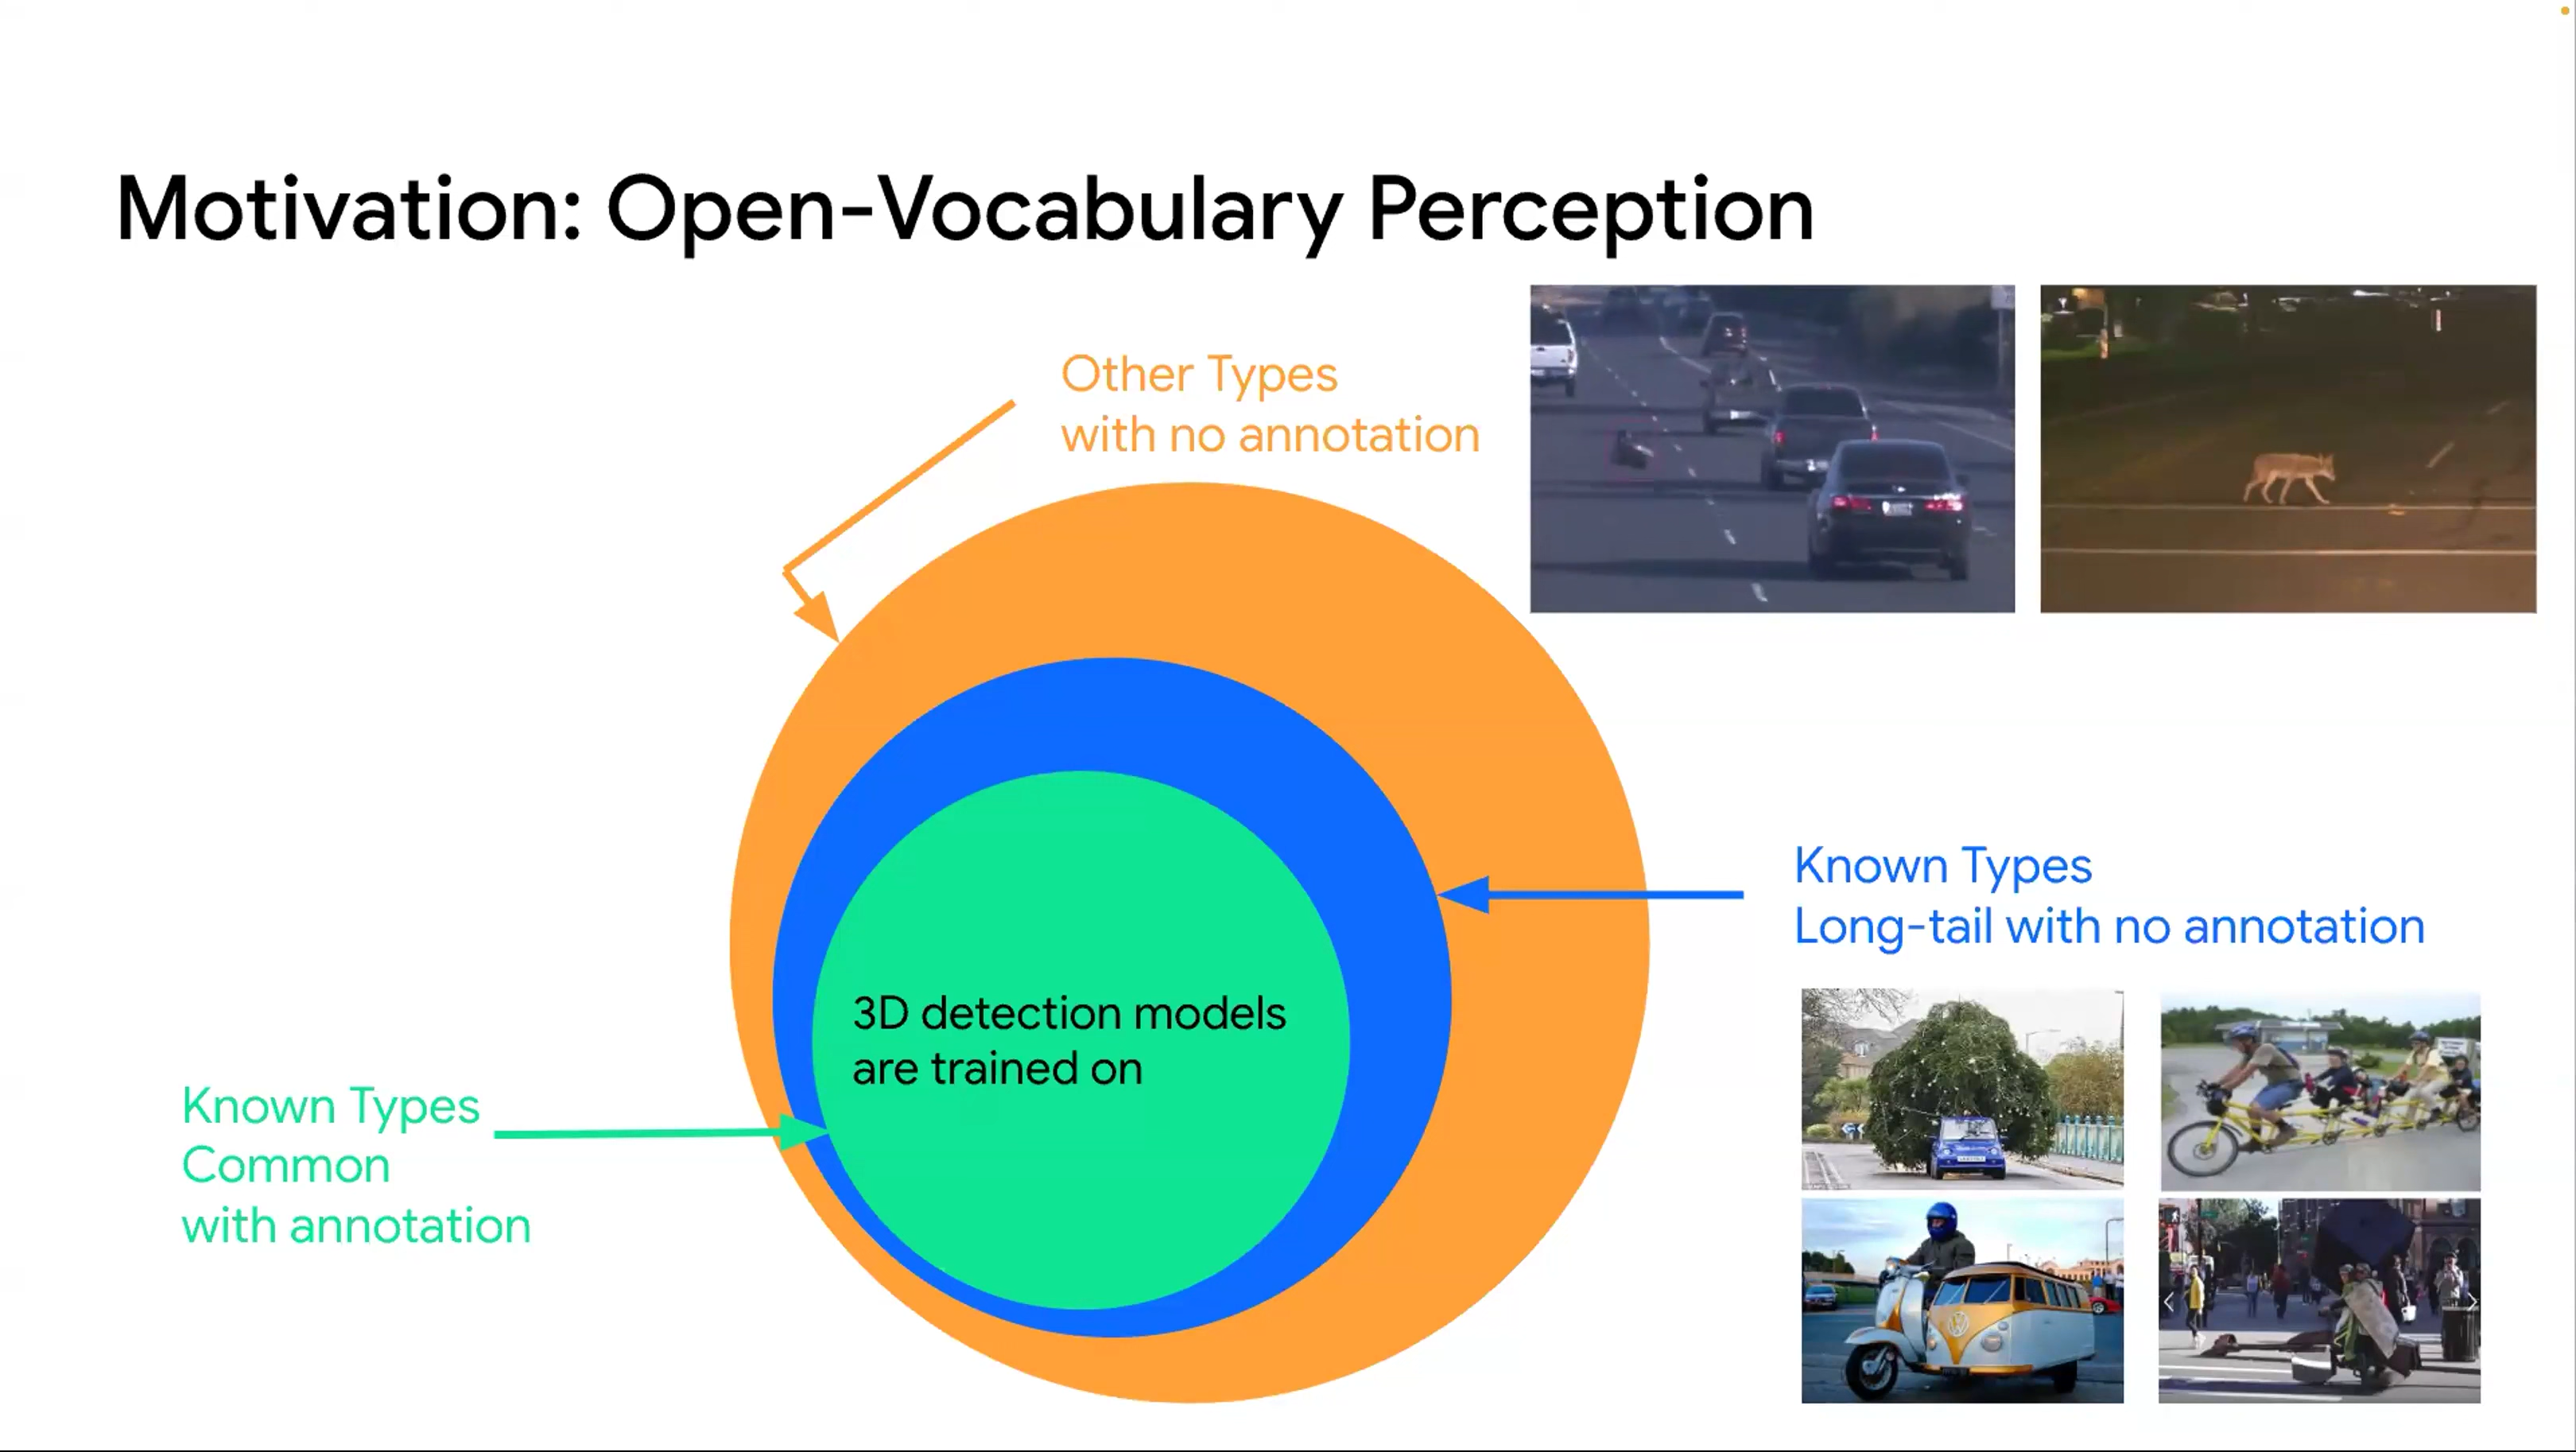 Motivation: Open-Vocabulary Perception
Other Types
with no annotation
Known Types
Long-tail with no annotation
3D detection models
are trained on
Known Types
Common
with annotation